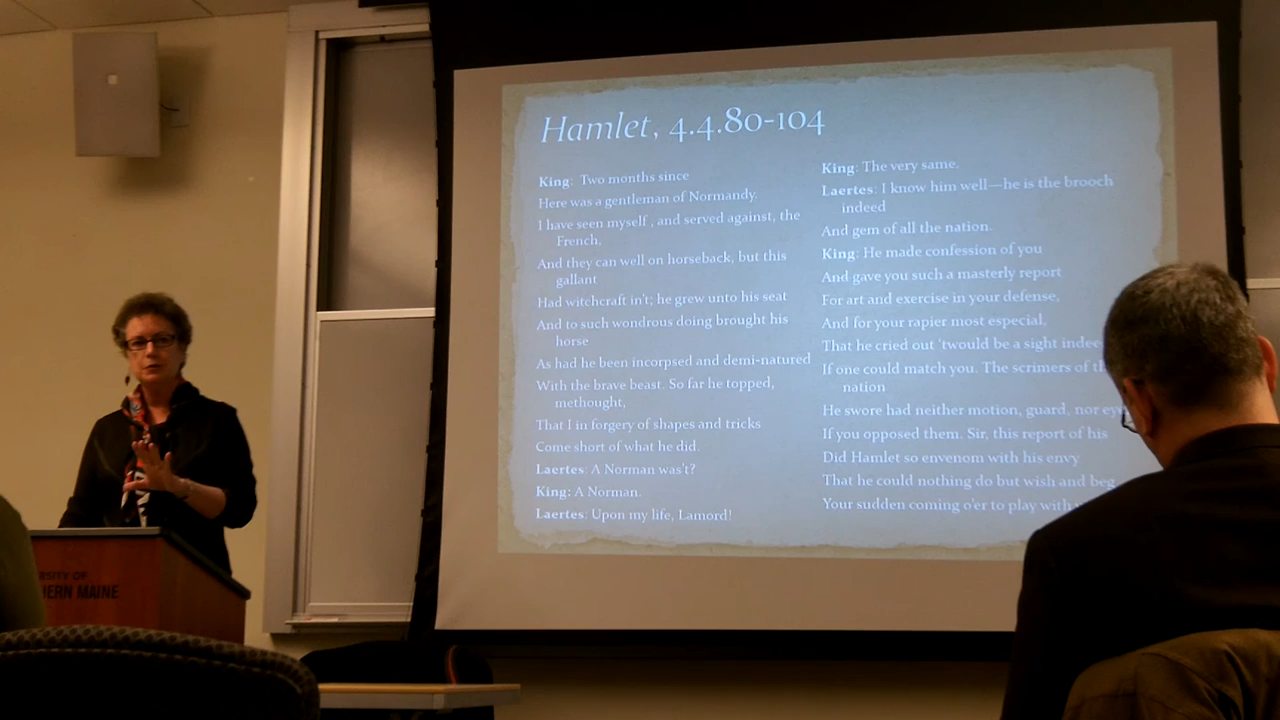 Hamlet, 4.4.80-104
King: Two months since
Here was a gentleman of Normandy
I have seen myself , and served against, the
French,
And they can well on horseback, but this
gallant
Had witchcraft in't; he grew unto his seat
And to such wondrous doing brought his
horse
As had he been incorpsed and demi-natured
With the brave beast. So far he topped,
methought,
That I in forgery of shapes and tricks
Come short of what he did.
Laertes: A Norman was't?
King: A Norman.
Laertes: Upon my life, Lamord!
King: The very same.
Laertes: I know him well—he is the brooch
indeed
And gem of all the nation.
King: He made confession of you
And gave you such a masterly report
For art and exercise in your defense,
And for your rapier most especial,
That he cried out 'twould be a sight indee
If one could match you. The scrimers of th
nation
He swore had neither motion, guard, nor eye
If you opposed them. Sir, this report of his
Did Hamlet so envenom with his envy
That he could nothing do but wish and beg
Your sudden coming o'er to play with
RSITY OF
HERN MAINE